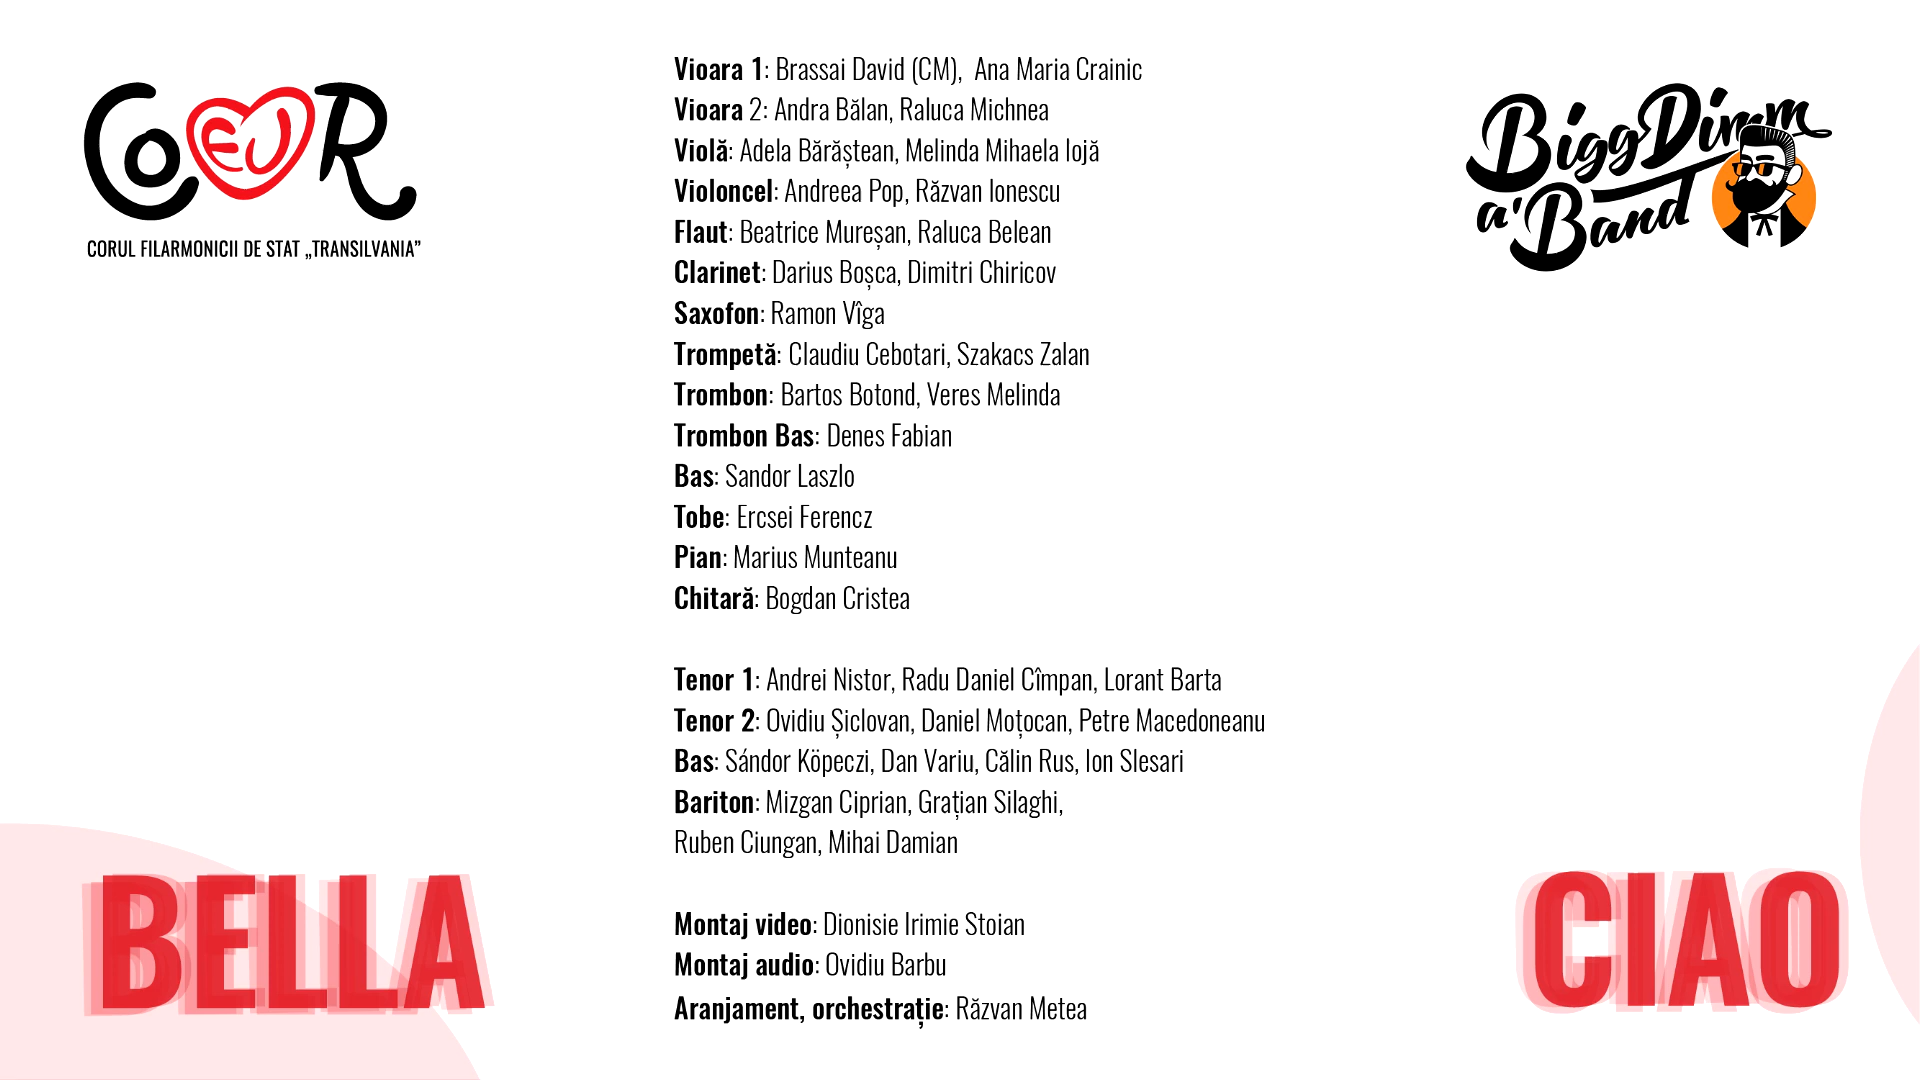 COEUR
CORUL FILARMONICII DE STAT „TRANSILVANIA”
BiggDimm
a' Band
Vioara 1: Brassai David (CM),  Ana Maria Crainic
Vioara 2: Andra Bălan, Raluca Michnea
Violă: Adela Bărăștean, Melinda Mihaela Iojă
Violoncel: Andreea Pop, Răzvan Ionescu
Flaut: Beatrice Mureșan, Raluca Belean
Clarinet: Darius Boșca, Dimitri Chiricov
Saxofon: Ramon Vîga
Trompetă: Claudiu Cebotari, Szakacs Zalan
Trombon: Bartos Botond, Veres Melinda
Trombon Bas: Denes Fabian
Bas: Sandor Laszlo
Tobe: Ercsei Ferencz
Pian: Marius Munteanu
Chitară: Bogdan Cristea
Tenor 1: Andrei Nistor, Radu Daniel Cîmpan, Lorant Barta
Tenor 2: Ovidiu Șiclovan, Daniel Moțocan, Petre Macedoneanu
Bas: Sándor Köpeczi, Dan Variu, Călin Rus, Ion Slesari
Bariton: Mizgan Ciprian, Grațian Silaghi,
Ruben Ciungan, Mihai Damian
Montaj video: Dionisie Irimie Stoian
Montaj audio: Ovidiu Barbu
Aranjament, orchestrație: Răzvan Metea
BELLA
CIAO